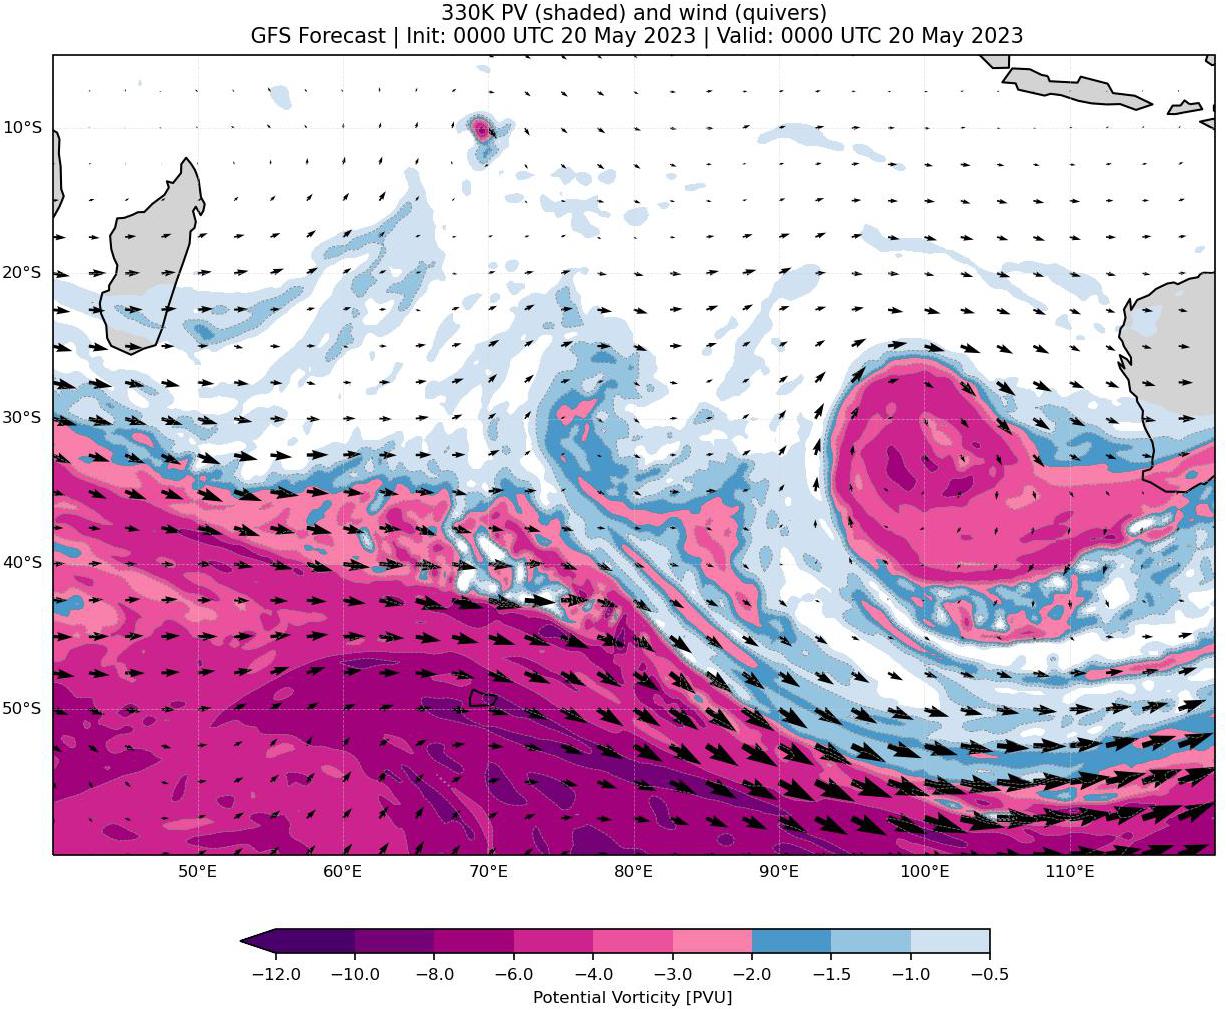 330K PV (shaded) and wind (quivers)
GFS Forecast | Init: 0000 UTC 20 May 2023 | Valid: 0000 UTC 20 May 2023
10°S
20°S
30°S
40°S
50°S
50°E 60°E 70°E 80°E 90°E 100°E 110°E
−12.0 −10.0 −8.0 −6.0 −4.0 −3.0 −2.0 −1.5 −1.0 −0.5
Potential Vorticity [PVU]